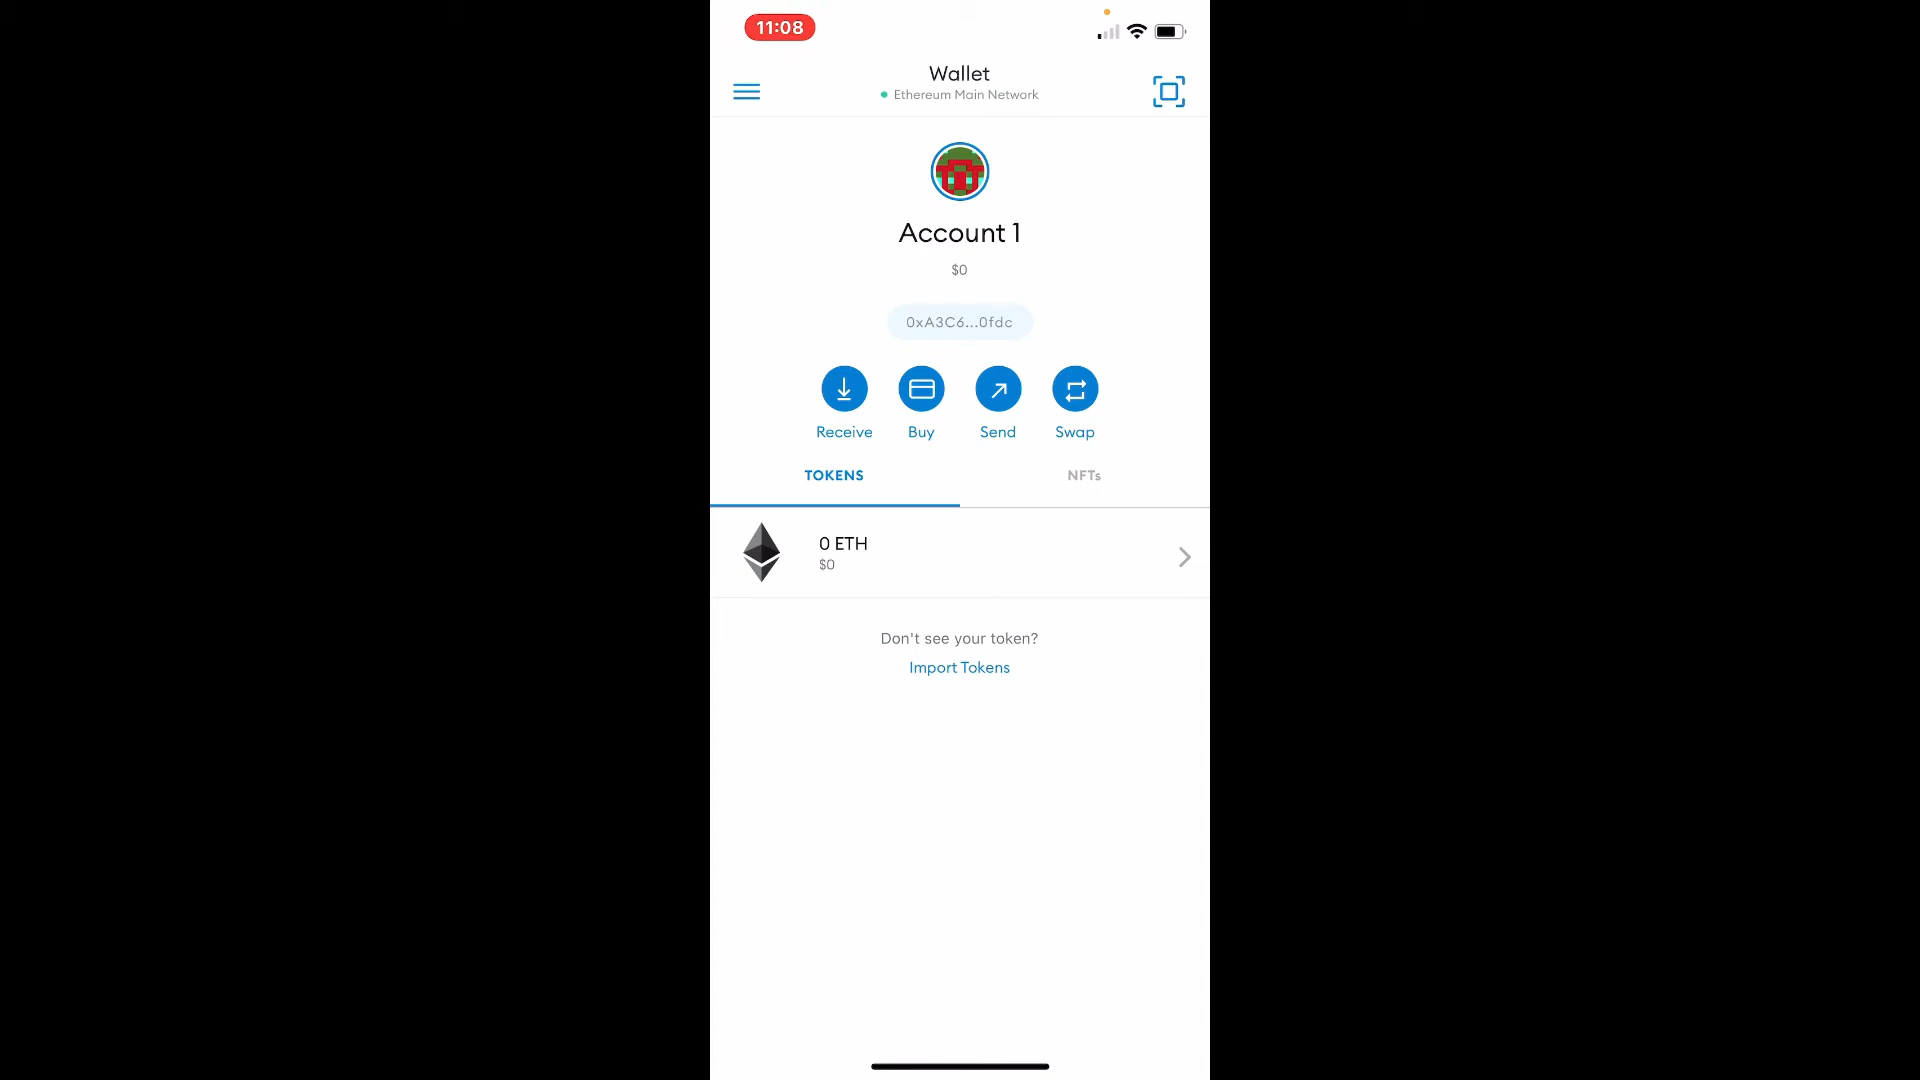 11:08
Wallet
Ethereum Main Network
Account 1
$0
0xA3C6...0fdc
Receive
Buy
Send
Swap
TOKENS
NFTs
0 ETH
$0
Don't see your token?
Import Tokens